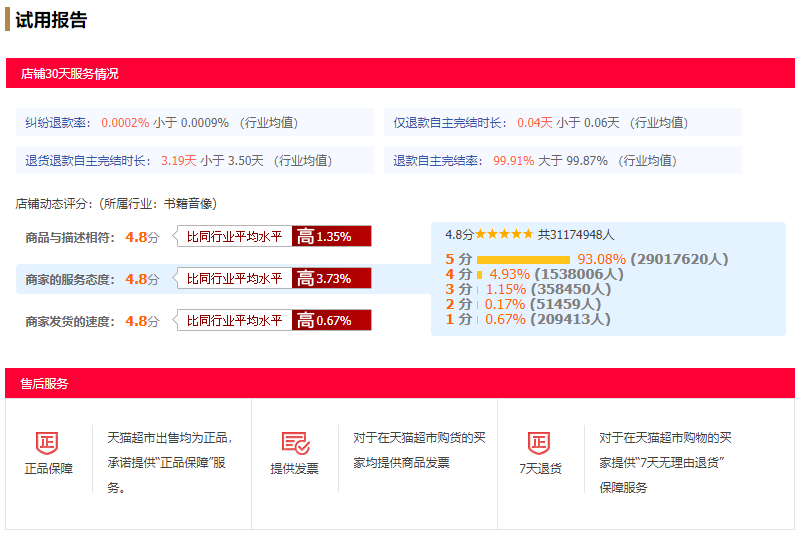 试用报告
店铺30天服务情况
纠纷退款率： 0.0002% 小于 0.0009% （行业均值）
仅退款自主完结时长： 0.04天 小于 0.06天 （行业均值）
退货退款自主完结时长： 3.19天 小于 3.50天 （行业均值）
退款自主完结率： 99.91% 大于 99.87% （行业均值）
店铺动态评分：(所属行业：书籍音像)
商品与描述相符： 4.8分 比同行业平均水平 高 1.35%
商家的服务态度： 4.8分 比同行业平均水平 高 3.73%
商家发货的速度： 4.8分 比同行业平均水平 高 0.67%
4.8分★★★★★ 共31174948人
5 分 93.08% (29017620人)
4 分 4.93% (1538006人)
3 分 1.15% (358450人)
2 分 0.17% (51459人)
1 分 0.67% (209413人)
售后服务
正 正品保障
天猫超市出售均为正品，
承诺提供“正品保障”服
务。
提供发票
对于在天猫超市购货的买
家均提供商品发票
正 7天退货
对于在天猫超市购物的买
家提供“7天无理由退货”
保障服务